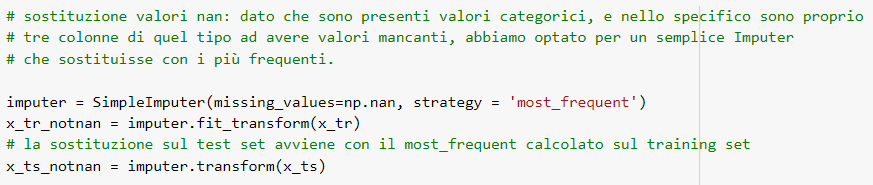 # sostituzione valori nan: dato che sono presenti valori categorici, e nello specifico sono proprio
# tre colonne di quel tipo ad avere valori mancanti, abbiamo optato per un semplice Imputer
# che sostituisse con i più frequenti.
imputer = SimpleImputer(missing_values=np.nan, strategy = 'most_frequent')
x_tr_notnan = imputer.fit_transform(x_tr)
# la sostituzione sul test set avviene con il most_frequent calcolato sul training set
x_ts_notnan = imputer.transform(x_ts)